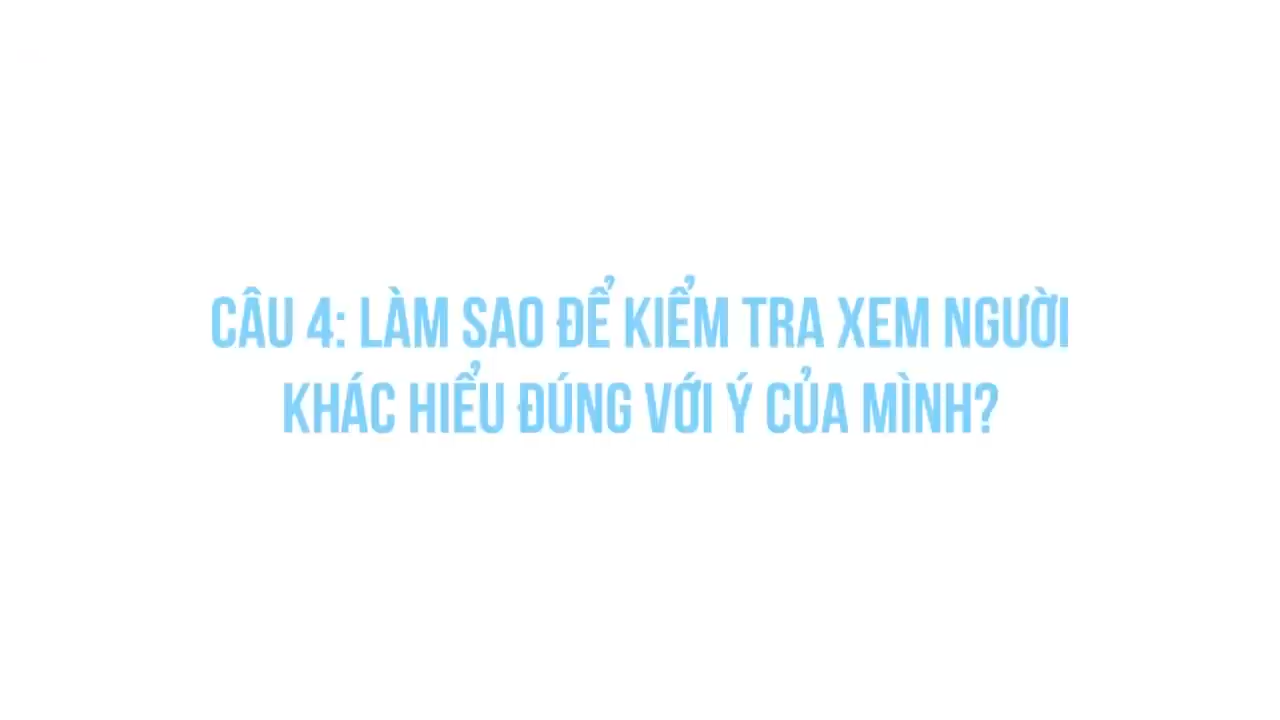 CÂU 4: LÀM SAO ĐỂ KIỂM TRA XEM NGƯỜI
KHÁC HIỂU ĐÚNG VỚI Ý CỦA MÌNH?